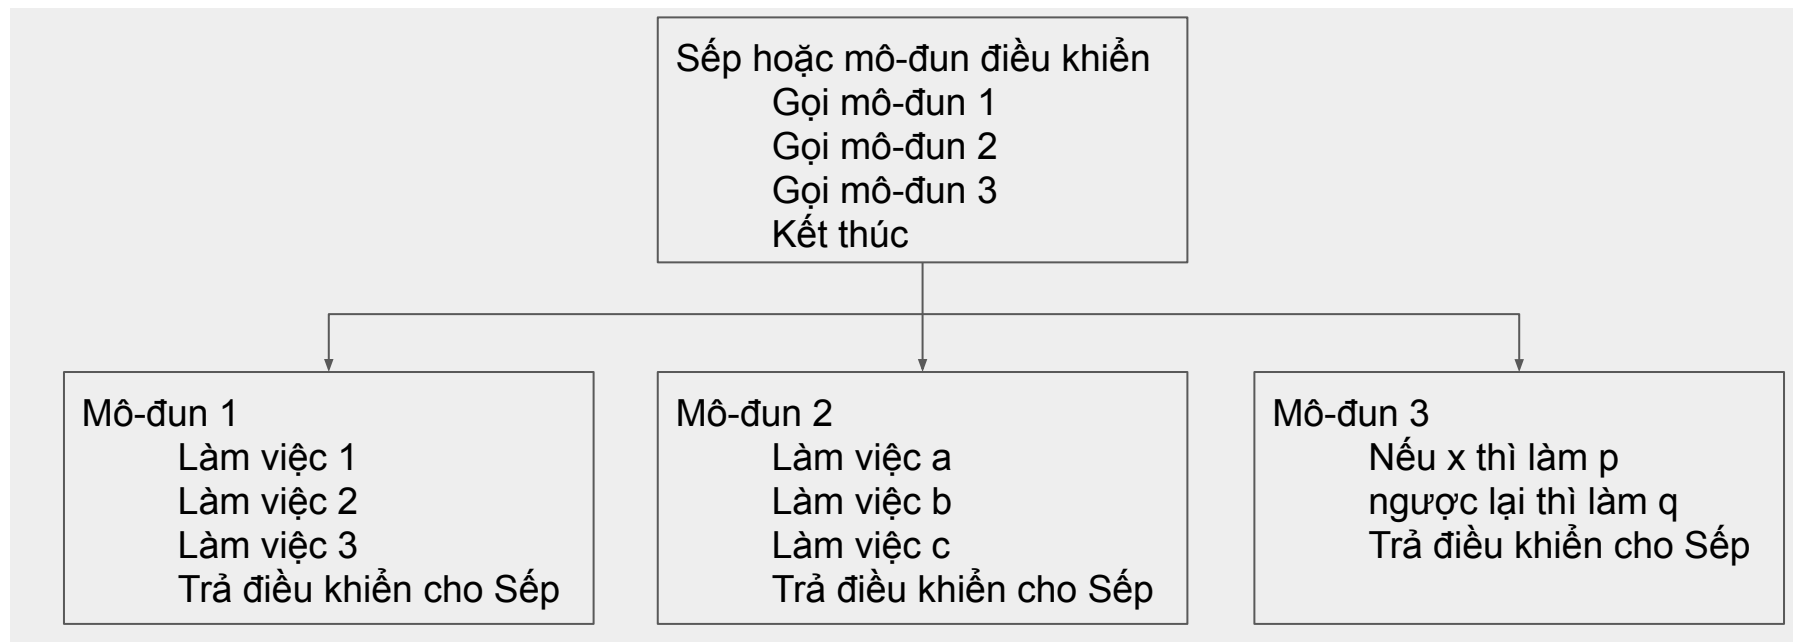 Sếp hoặc mô-đun điều khiển
Gọi mô-đun 1
Gọi mô-đun 2
Gọi mô-đun 3
Kết thúc
Mô-đun 1
Làm việc 1
Làm việc 2
Làm việc 3
Trả điều khiển cho Sếp
Mô-đun 2
Làm việc a
Làm việc b
Làm việc c
Trả điều khiển cho Sếp
Mô-đun 3
Nếu x thì làm p
ngược lại thì làm q
Trả điều khiển cho Sếp